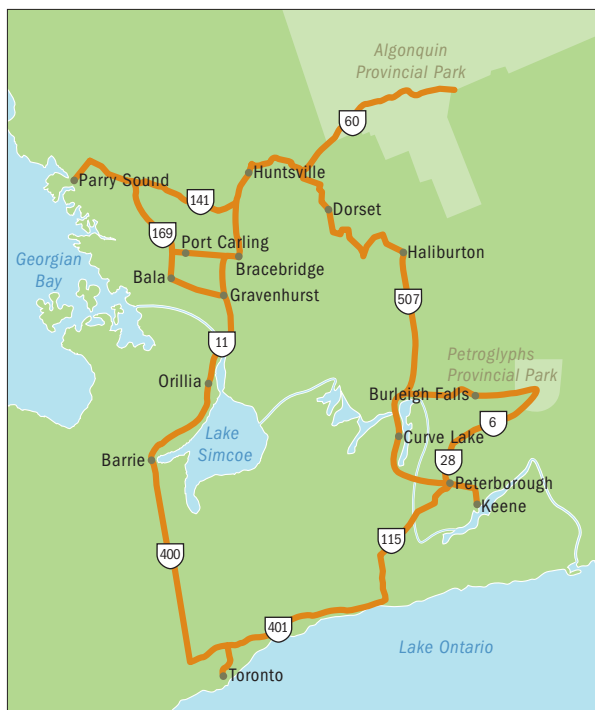 Algonquin
Provincial Park
60
Parry Sound
Huntsville
141
Dorset
169
Port Carling
Georgian
Bay
Bracebridge
Haliburton
Bala
Gravenhurst
507
11
Petroglyphs
Provincial Park
Orillia
Burleigh Falls
6
Lake
Simcoe
Curve Lake
Barrie
28
Peterborough
Keene
115
400
401
Lake Ontario
Toronto